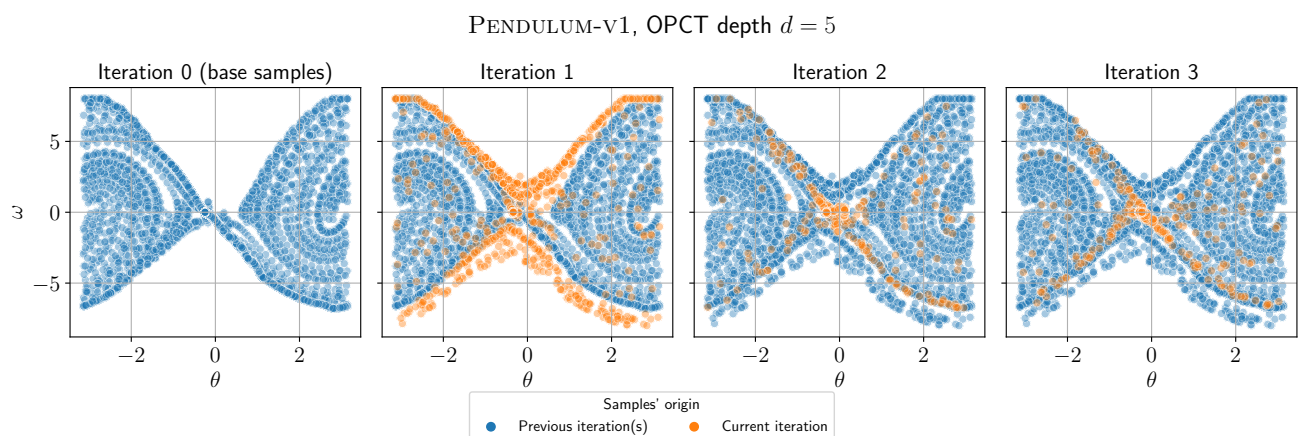 PENDULUM-V1, OPCT depth d = 5
Iteration 0 (base samples)
Iteration 1
Iteration 2
Iteration 3
ω
5
0
−5
−2
0
2
−2
0
2
−2
0
2
−2
0
2
θ
θ
θ
θ
Samples' origin
Previous iteration(s)
Current iteration